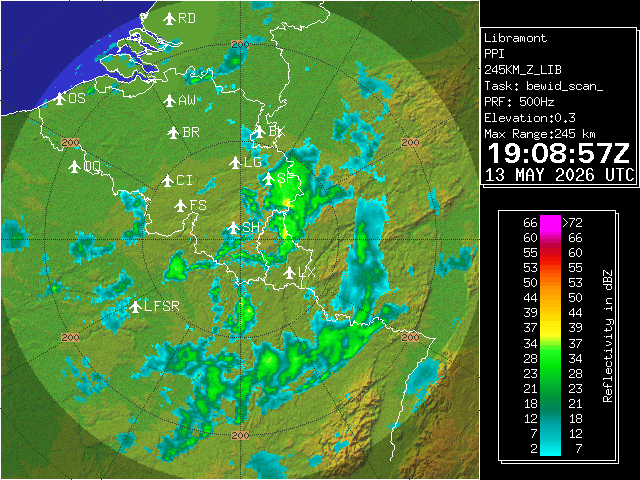 RD
200
OS
AW
BR
BK
200
200
LG
CI
SP
FS
SH
LX
LFSR
200
200
200
Libramont
PPI
245KM_Z_LIB
Task: bewid_scan_
PRF: 500Hz
Elevation:0.3
Max Range:245 km
19:08:57Z
13 MAY 2026 UTC
66 >72
60 66
55 60
53 55
50 53
44 50
39 44
37 39
34 37
28 34
23 28
21 23
18 21
12 18
7 12
2 7
Reflectivity in dBZ